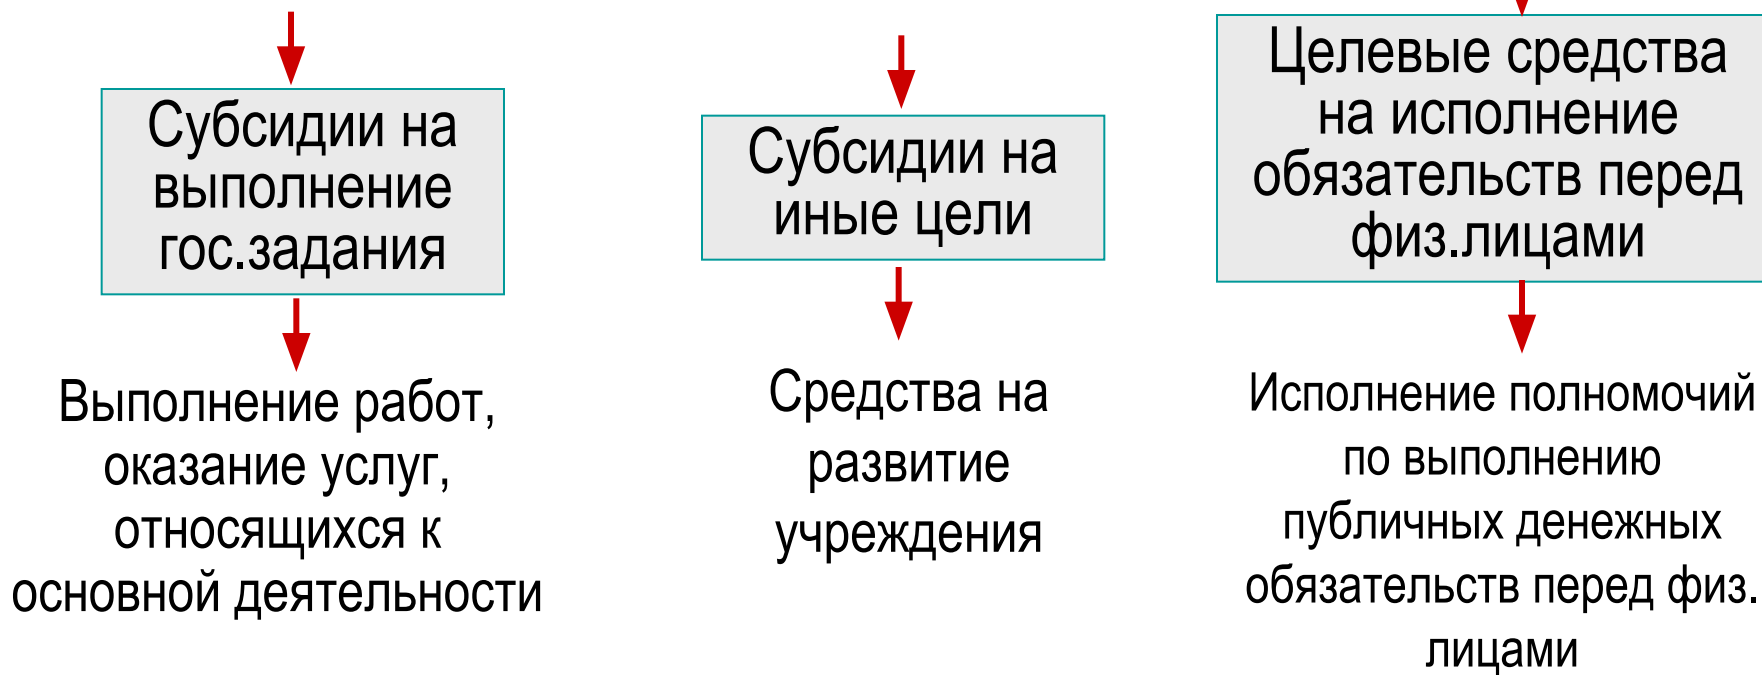 Субсидии на
выполнение
гос.задания
Выполнение работ,
оказание услуг,
относящихся к
основной деятельности
Субсидии на
иные цели
Средства на
развитие
учреждения
Целевые средства
на исполнение
обязательств перед
физ.лицами
Исполнение полномочий
по выполнению
публичных денежных
обязательств перед физ.
лицами